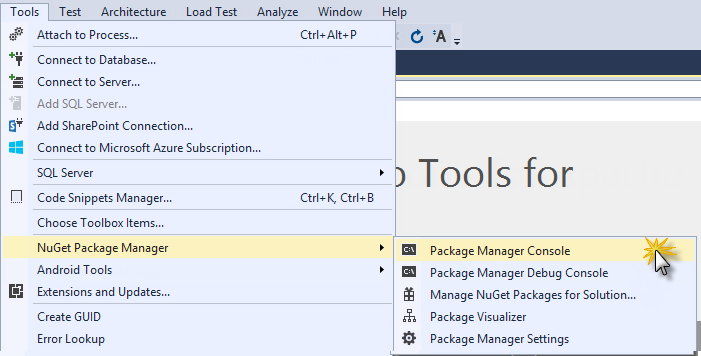 Tools Test Architecture Load Test Analyze Window Help
Attach to Process... Ctrl+Alt+P
Connect to Database...
Connect to Server...
Add SQL Server...
Add SharePoint Connection...
Connect to Microsoft Azure Subscription...
SQL Server
Code Snippets Manager... Ctrl+K, Ctrl+B
Choose Toolbox Items...
NuGet Package Manager
Android Tools
Extensions and Updates...
Create GUID
Error Lookup
Tools for
Package Manager Console
Package Manager Debug Console
Manage NuGet Packages for Solution...
Package Visualizer
Package Manager Settings